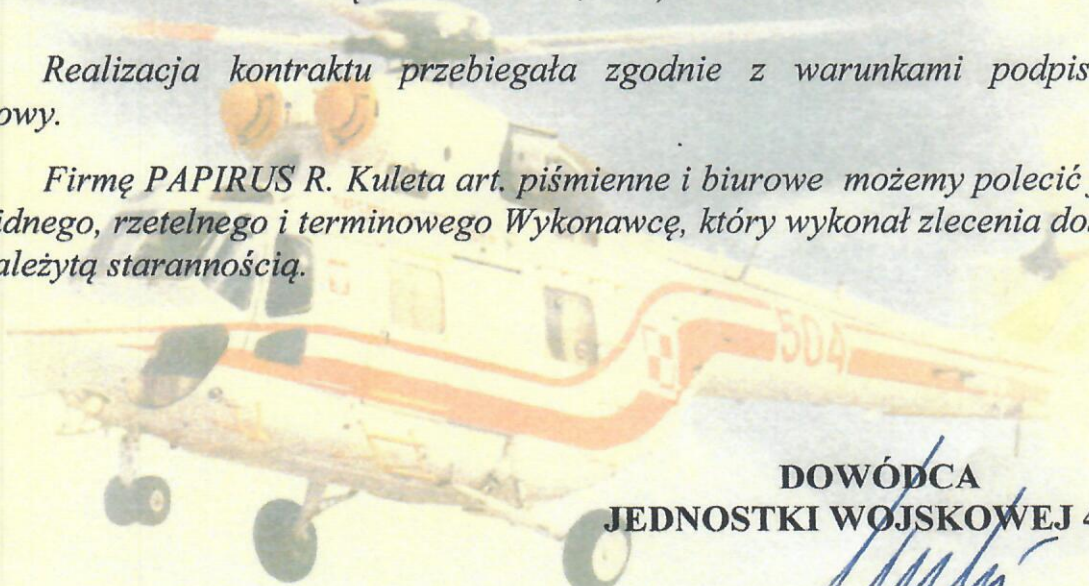 Realizacja kontraktu przebiegała zgodnie z warunkami podpis
owy.
Firmę PAPIRUS R. Kuleta art. piśmienne i biurowe możemy polecić
idnego, rzetelnego i terminowego Wykonawcę, który wykonał zlecenia
ależytą starannością.
504
DOWÓDCA
JEDNOSTKI WOJSKOWEJ 4